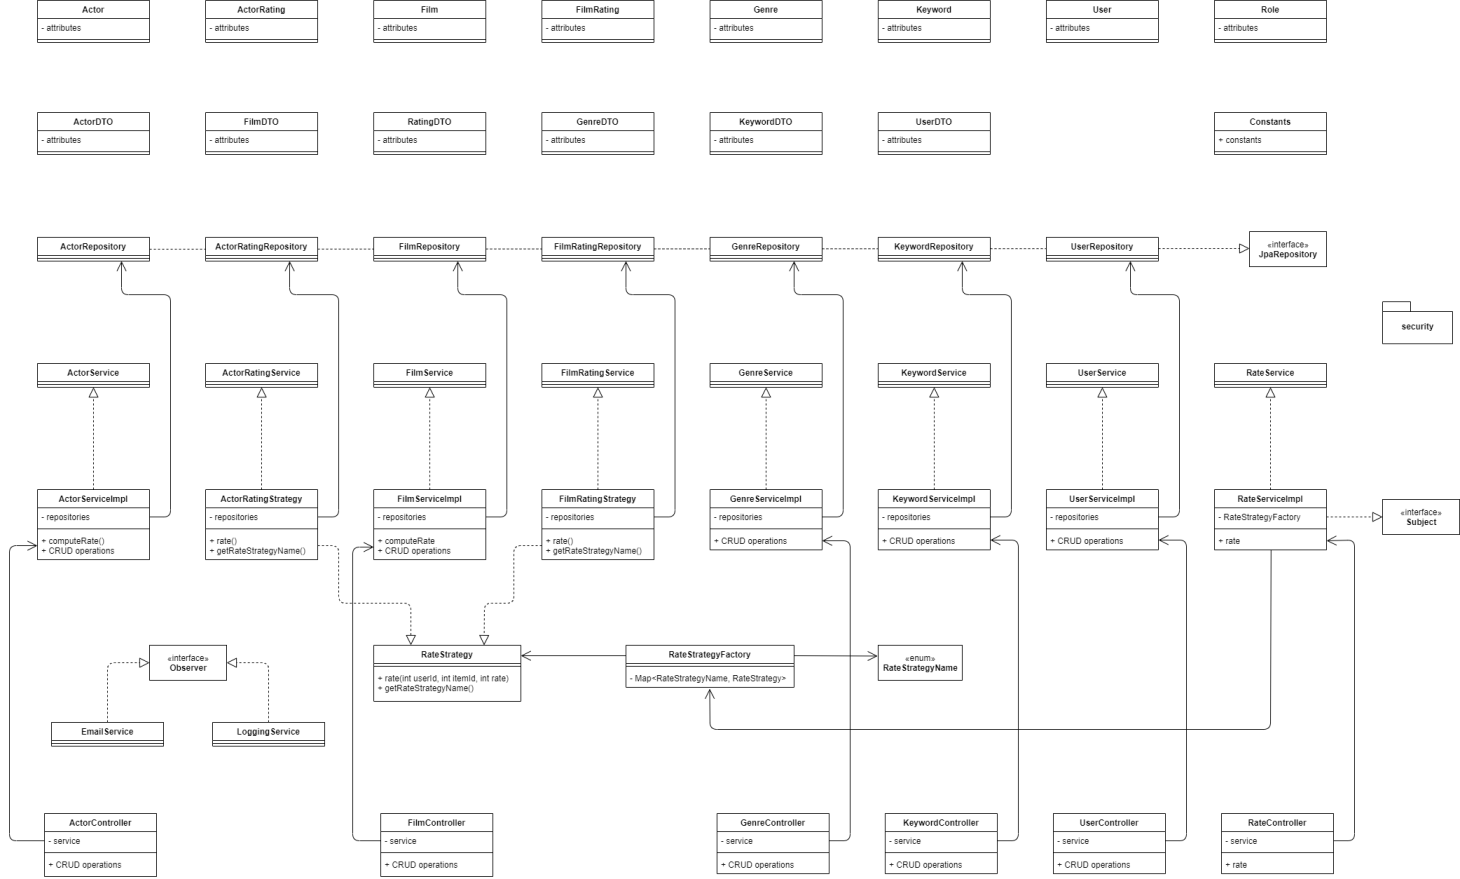 Actor
- attributes
ActorRating
- attributes
Film
- attributes
FilmRating
- attributes
Genre
- attributes
Keyword
- attributes
User
- attributes
Role
- attributes
ActorDTO
- attributes
FilmDTO
- attributes
RatingDTO
- attributes
GenreDTO
- attributes
KeywordDTO
- attributes
UserDTO
- attributes
Constants
+ constants
ActorRepository
ActorRatingRepository
FilmRepository
FilmRatingRepository
GenreRepository
KeywordRepository
UserRepository
«interface»
JpaRepository
security
ActorService
ActorRatingService
FilmService
FilmRatingService
GenreService
KeywordService
UserService
RateService
ActorServiceImpl
- repositories
+ computeRate()
+ CRUD operations
ActorRatingStrategy
- repositories
+ rate()
+ getRateStrategyName()
FilmServiceImpl
- repositories
+ computeRate
+ CRUD operations
FilmRatingStrategy
- repositories
+ rate()
+ getRateStrategyName()
GenreServiceImpl
- repositories
+ CRUD operations
KeywordServiceImpl
- repositories
+ CRUD operations
UserServiceImpl
- repositories
+ CRUD operations
RateServiceImpl
- RateStrategyFactory
+ rate
«interface»
Subject
«interface»
Observer
RateStrategy
+ rate(int userId, int itemId, int rate)
+ getRateStrategyName()
RateStrategyFactory
- Map<RateStrategyName, RateStrategy>
«enum»
RateStrategyName
EmailService
LoggingService
ActorController
- service
+ CRUD operations
FilmController
- service
+ CRUD operations
GenreController
- service
+ CRUD operations
KeywordController
- service
+ CRUD operations
UserController
- service
+ CRUD operations
RateController
- service
+ rate